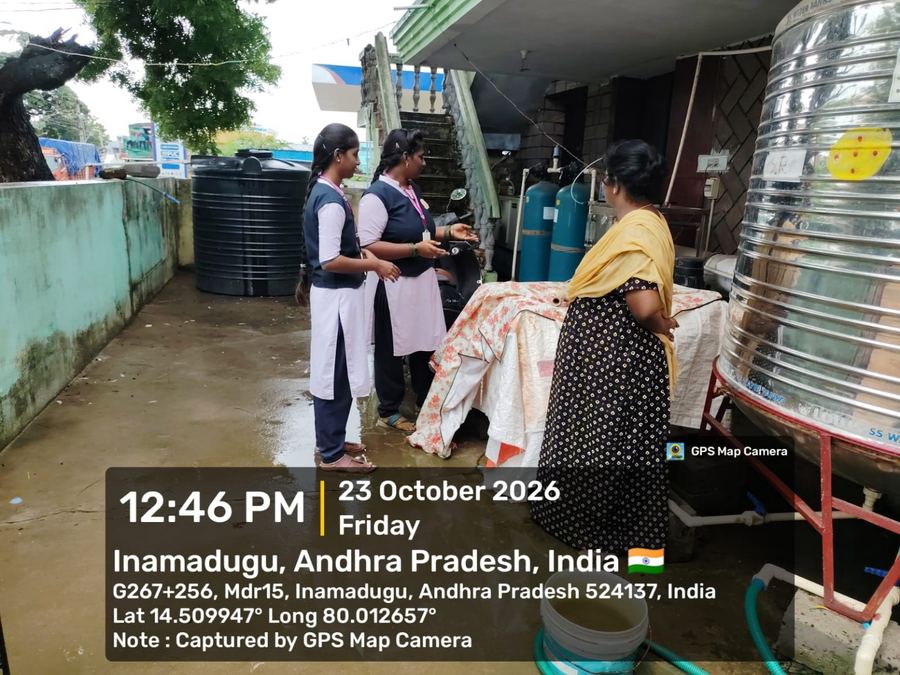 GPS Map Camera
12:46 PM
23 October 2026
Friday
Inamadugu, Andhra Pradesh, India
G267+256, Mdr15, Inamadugu, Andhra Pradesh 524137, India
Lat 14.509947° Long 80.012657°
Note : Captured by GPS Map Camera